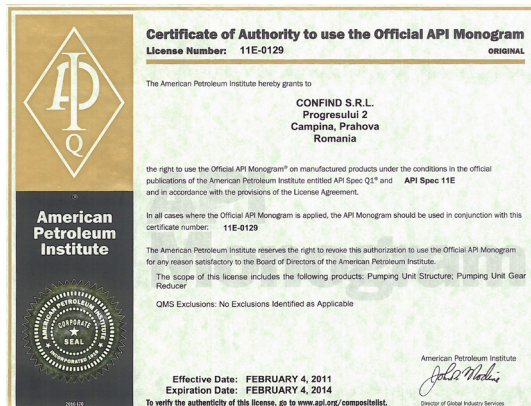 Certificate of Authority to use the Official API Monogram
License Number: 11E-0129
ORIGINAL
The American Petroleum Institute hereby grants to
CONFIND S.R.L.
Progresului 2
Campina, Prahova
Romania
the right to use the Official API Monogram® on manufactured products under the conditions in the official
publications of the American Petroleum Institute entitled API Spec Q1® and API Spec 11E
and in accordance with the provisions of the License Agreement.
In all cases where the Official API Monogram is applied, the API Monogram should be used in conjunction with this
certificate number: 11E-0129
The American Petroleum Institute reserves the right to revoke this authorization to use the Official API Monogram
for any reason satisfactory to the Board of Directors of the American Petroleum Institute.
The scope of this license includes the following products: Pumping Unit Structure; Pumping Unit Gear
Reducer
QMS Exclusions: No Exclusions Identified as Applicable
American Petroleum Institute
Effective Date: FEBRUARY 4, 2011
Expiration Date: FEBRUARY 4, 2014
To verify the authenticity of this license, go to www.api.org/compositelist.
Director of Global Industry Services
API
Q
American
Petroleum
Institute
AMERICAN PETROLEUM INSTITUTE
CORPORATE
SEAL
INCORPORATED 1919